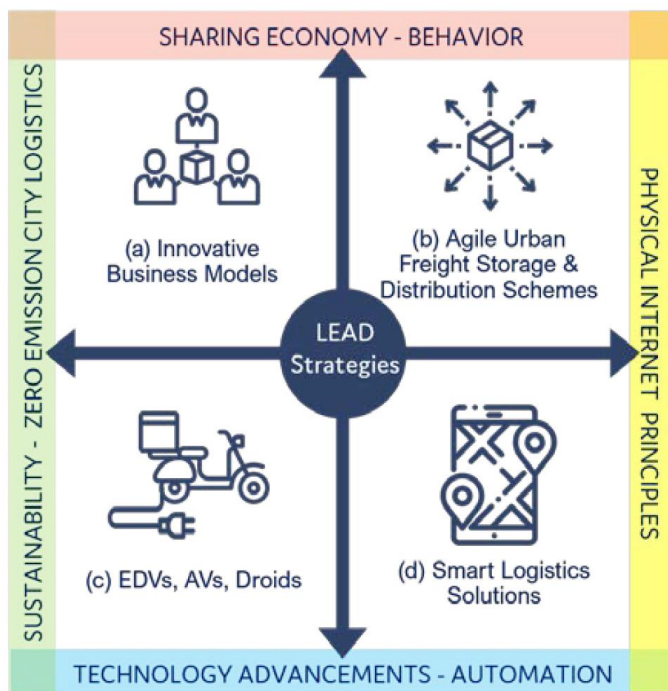 SHARING ECONOMY - BEHAVIOR
SUSTAINABILITY - ZERO EMISSION CITY LOGISTICS
PHYSICAL INTERNET PRINCIPLES
(a) Innovative
Business Models
(b) Agile Urban
Freight Storage &
Distribution Schemes
LEAD
Strategies
(c) EDVs, AVs, Droids
(d) Smart Logistics
Solutions
TECHNOLOGY ADVANCEMENTS - AUTOMATION